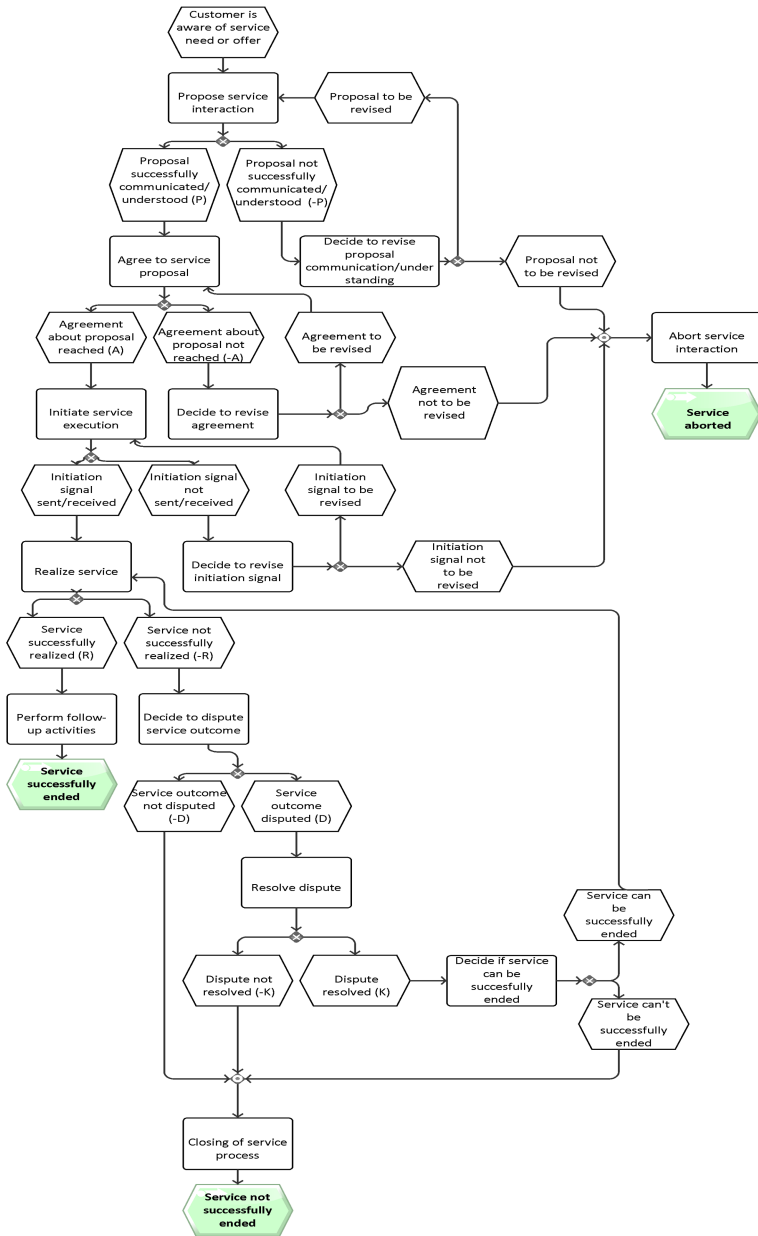 Customer is
aware of service
need or offer
Propose service
interaction
Proposal to be
revised
Proposal
successfully
communicated/
understood (P)
Proposal not
successfully
communicated/
understood  (-P)
Agree to service
proposal
Decide to revise
proposal
communication/under
standing
Proposal not
to be revised
Agreement
about proposal
reached (A)
Agreement about
proposal not
reached (-A)
Agreement to
be revised
Abort service
interaction
Initiate service
execution
Decide to revise
agreement
Agreement
not to be
revised
Service
aborted
Initiation
signal
sent/received
Initiation signal
not
sent/received
Initiation
signal to be
revised
Realize service
Decide to revise
initiation signal
Initiation
signal not
to be
revised
Service
successfully
realized (R)
Service not
successfully
realized (-R)
Perform follow-
up activities
Decide to dispute
service outcome
Service
successfully
ended
Service outcome
not disputed
(-D)
Service
outcome
disputed (D)
Resolve dispute
Service can
be
successfully
ended
Dispute not
resolved (-K)
Dispute
resolved (K)
Decide if service
can be
succesfully
ended
Service can't
be
successfully
ended
Closing of service
process
Service not
successfully
ended